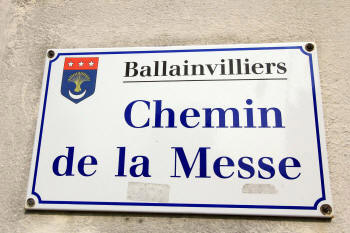 Ballainvilliers
Chemin
de la Messe